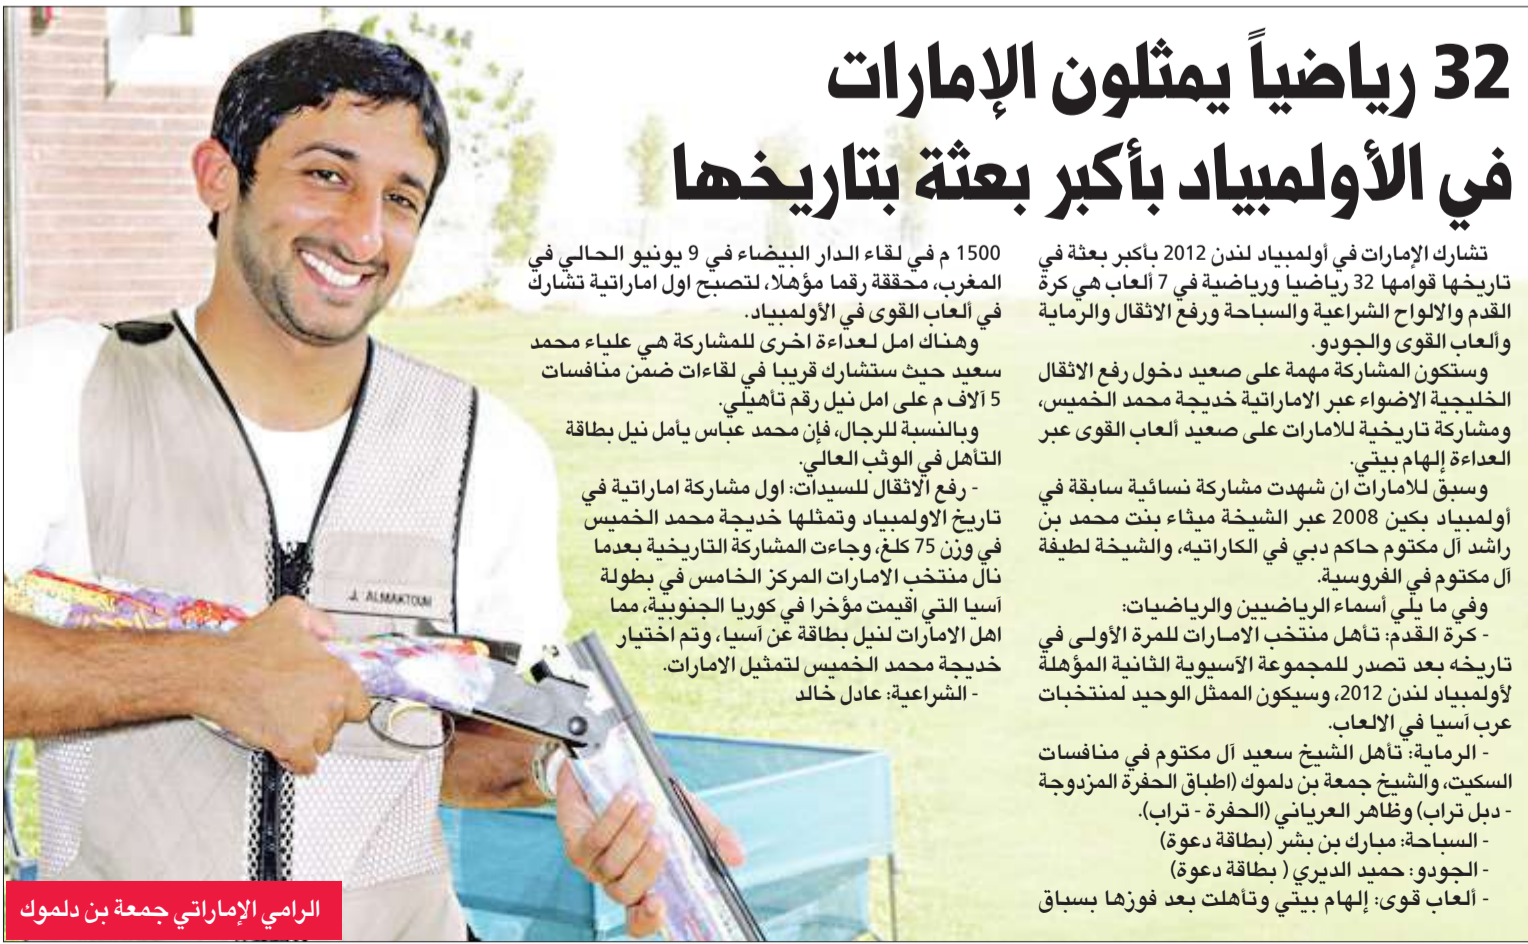 32 رياضياً يمثلون الإمارات
في الأولمبياد بأكبر بعثة بتاريخها
تشارك الإمارات في أولمبياد لندن 2012 بأكبر بعثة في
تاريخها قوامها 32 رياضيا ورياضية في 7 ألعاب هي كرة
القدم والالواح الشراعية والسباحة ورفع الاثقال والرماية
وألعاب القوى والجودو.
وستكون المشاركة مهمة على صعيد دخول رفع الاثقال
الخليجية الاضواء عبر الاماراتية خديجة محمد الخميس،
ومشاركة تاريخية للامارات على صعيد ألعاب القوى عبر
العداءة إلهام بيتي.
وسبق للامارات ان شهدت مشاركة نسائية سابقة في
أولمبياد بكين 2008 عبر الشيخة ميثاء بنت محمد بن
راشد آل مكتوم حاكم دبي في الكاراتيه، والشيخة لطيفة
آل مكتوم في الفروسية.
وفي ما يلي أسماء الرياضيين والرياضيات:
- كرة القدم: تأهل منتخب الامارات للمرة الأولى في
تاريخه بعد تصدر للمجموعة الآسيوية الثانية المؤهلة
لأولمبياد لندن 2012، وسيكون الممثل الوحيد لمنتخبات
عرب آسيا في الالعاب.
- الرماية: تأهل الشيخ سعيد آل مكتوم في منافسات
السكيت، والشيخ جمعة بن دلموك (اطباق الحفرة المزدوجة
- دبل تراب) وظاهر العرياني (الحفرة - تراب).
- السباحة: مبارك بن بشر (بطاقة دعوة)
- الجودو: حميد الديري ( بطاقة دعوة)
- ألعاب قوى: إلهام بيتي وتأهلت بعد فوزها بسباق
1500 م في لقاء الدار البيضاء في 9 يونيو الحالي في
المغرب، محققة رقما مؤهلا، لتصبح اول اماراتية تشارك
في ألعاب القوى في الأولمبياد.
وهناك امل لعداءة اخرى للمشاركة هي علياء محمد
سعيد حيث ستشارك قريبا في لقاءات ضمن منافسات
5 آلاف م على امل نيل رقم تأهيلي.
وبالنسبة للرجال، فإن محمد عباس يأمل نيل بطاقة
التأهل في الوثب العالي.
- رفع الاثقال للسيدات: اول مشاركة اماراتية في
تاريخ الاولمبياد وتمثلها خديجة محمد الخميس
في وزن 75 كلغ، وجاءت المشاركة التاريخية بعدما
نال منتخب الامارات المركز الخامس في بطولة
آسيا التي اقيمت مؤخرا في كوريا الجنوبية، مما
اهل الامارات لنيل بطاقة عن آسيا، وتم اختيار
خديجة محمد الخميس لتمثيل الامارات.
- الشراعية: عادل خالد
J. ALMAKTOUM
الرامي الإماراتي جمعة بن دلموك